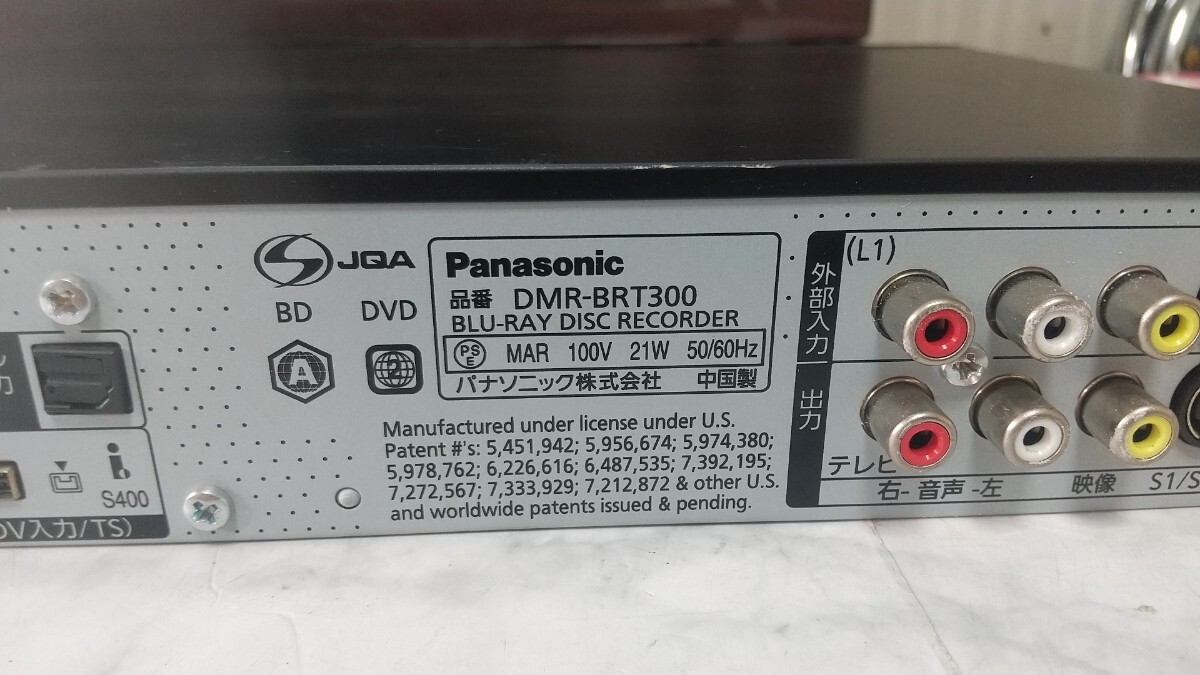 JQA
BD DVD
A 2
Panasonic
品番 DMR-BRT300
BLU-RAY DISC RECORDER
PSE MAR 100V 21W 50/60Hz
パナソニック株式会社 中国製
Manufactured under license under U.S.
Patent #'s: 5,451,942; 5,956,674; 5,974,380;
5,978,762; 6,226,616; 6,487,535; 7,392,195;
7,272,567; 7,333,929; 7,212,872 & other U.S.
and worldwide patents issued & pending.
i
S400
DV入力/TS)
(L1)
外部入力
出力
テレビ
右- 音声 -左 映像 S1/S